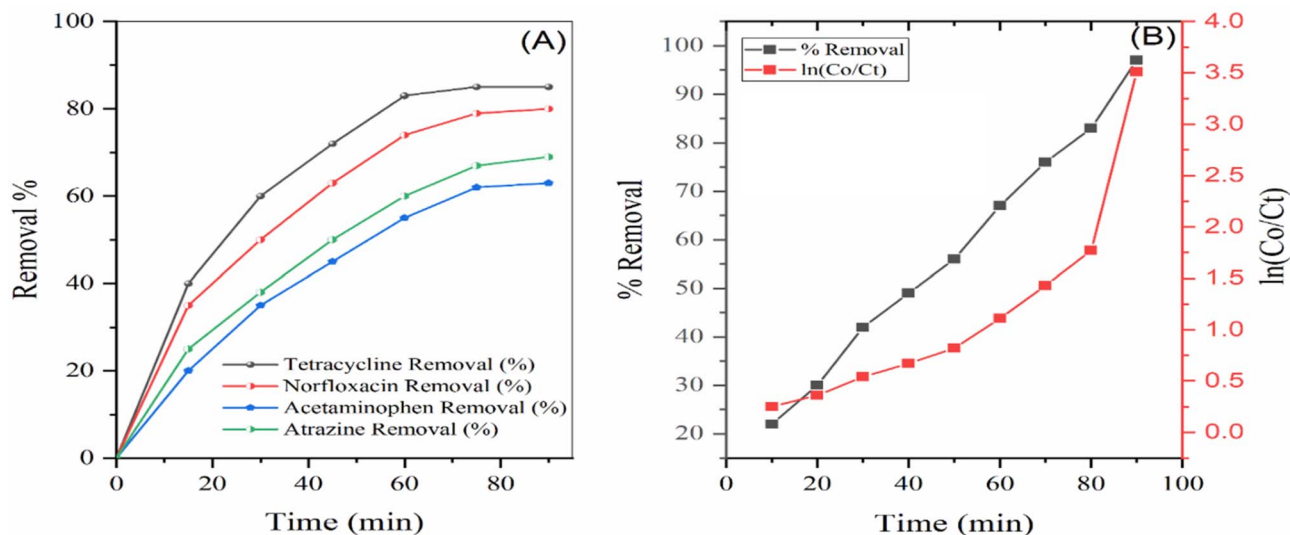 (A)
Removal %
100
80
60
40
20
0
Tetracycline Removal (%)
Norfloxacin Removal (%)
Acetaminophen Removal (%)
Atrazine Removal (%)
0 20 40 60 80
Time (min)
(B)
% Removal
ln(Co/Ct)
% Removal
100
90
80
70
60
50
40
30
20
0 20 40 60 80 100
Time (min)
4.0
3.5
3.0
2.5
2.0
1.5
1.0
0.5
0.0
ln(Co/Ct)